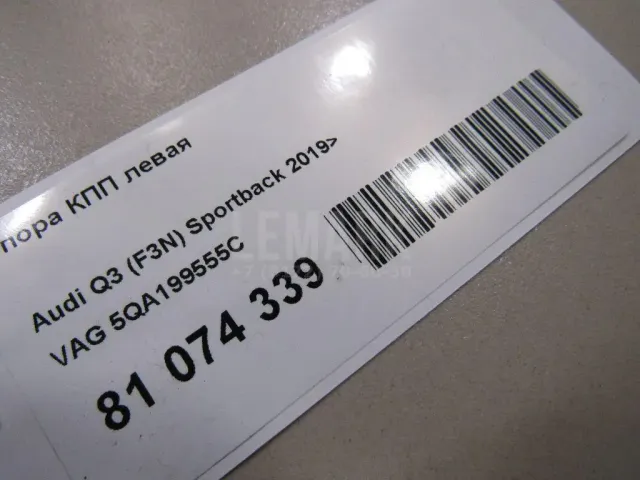 пора КПП левая
Audi Q3 (F3N) Sportback 2019>
VAG 5QA199555C
81 074 339